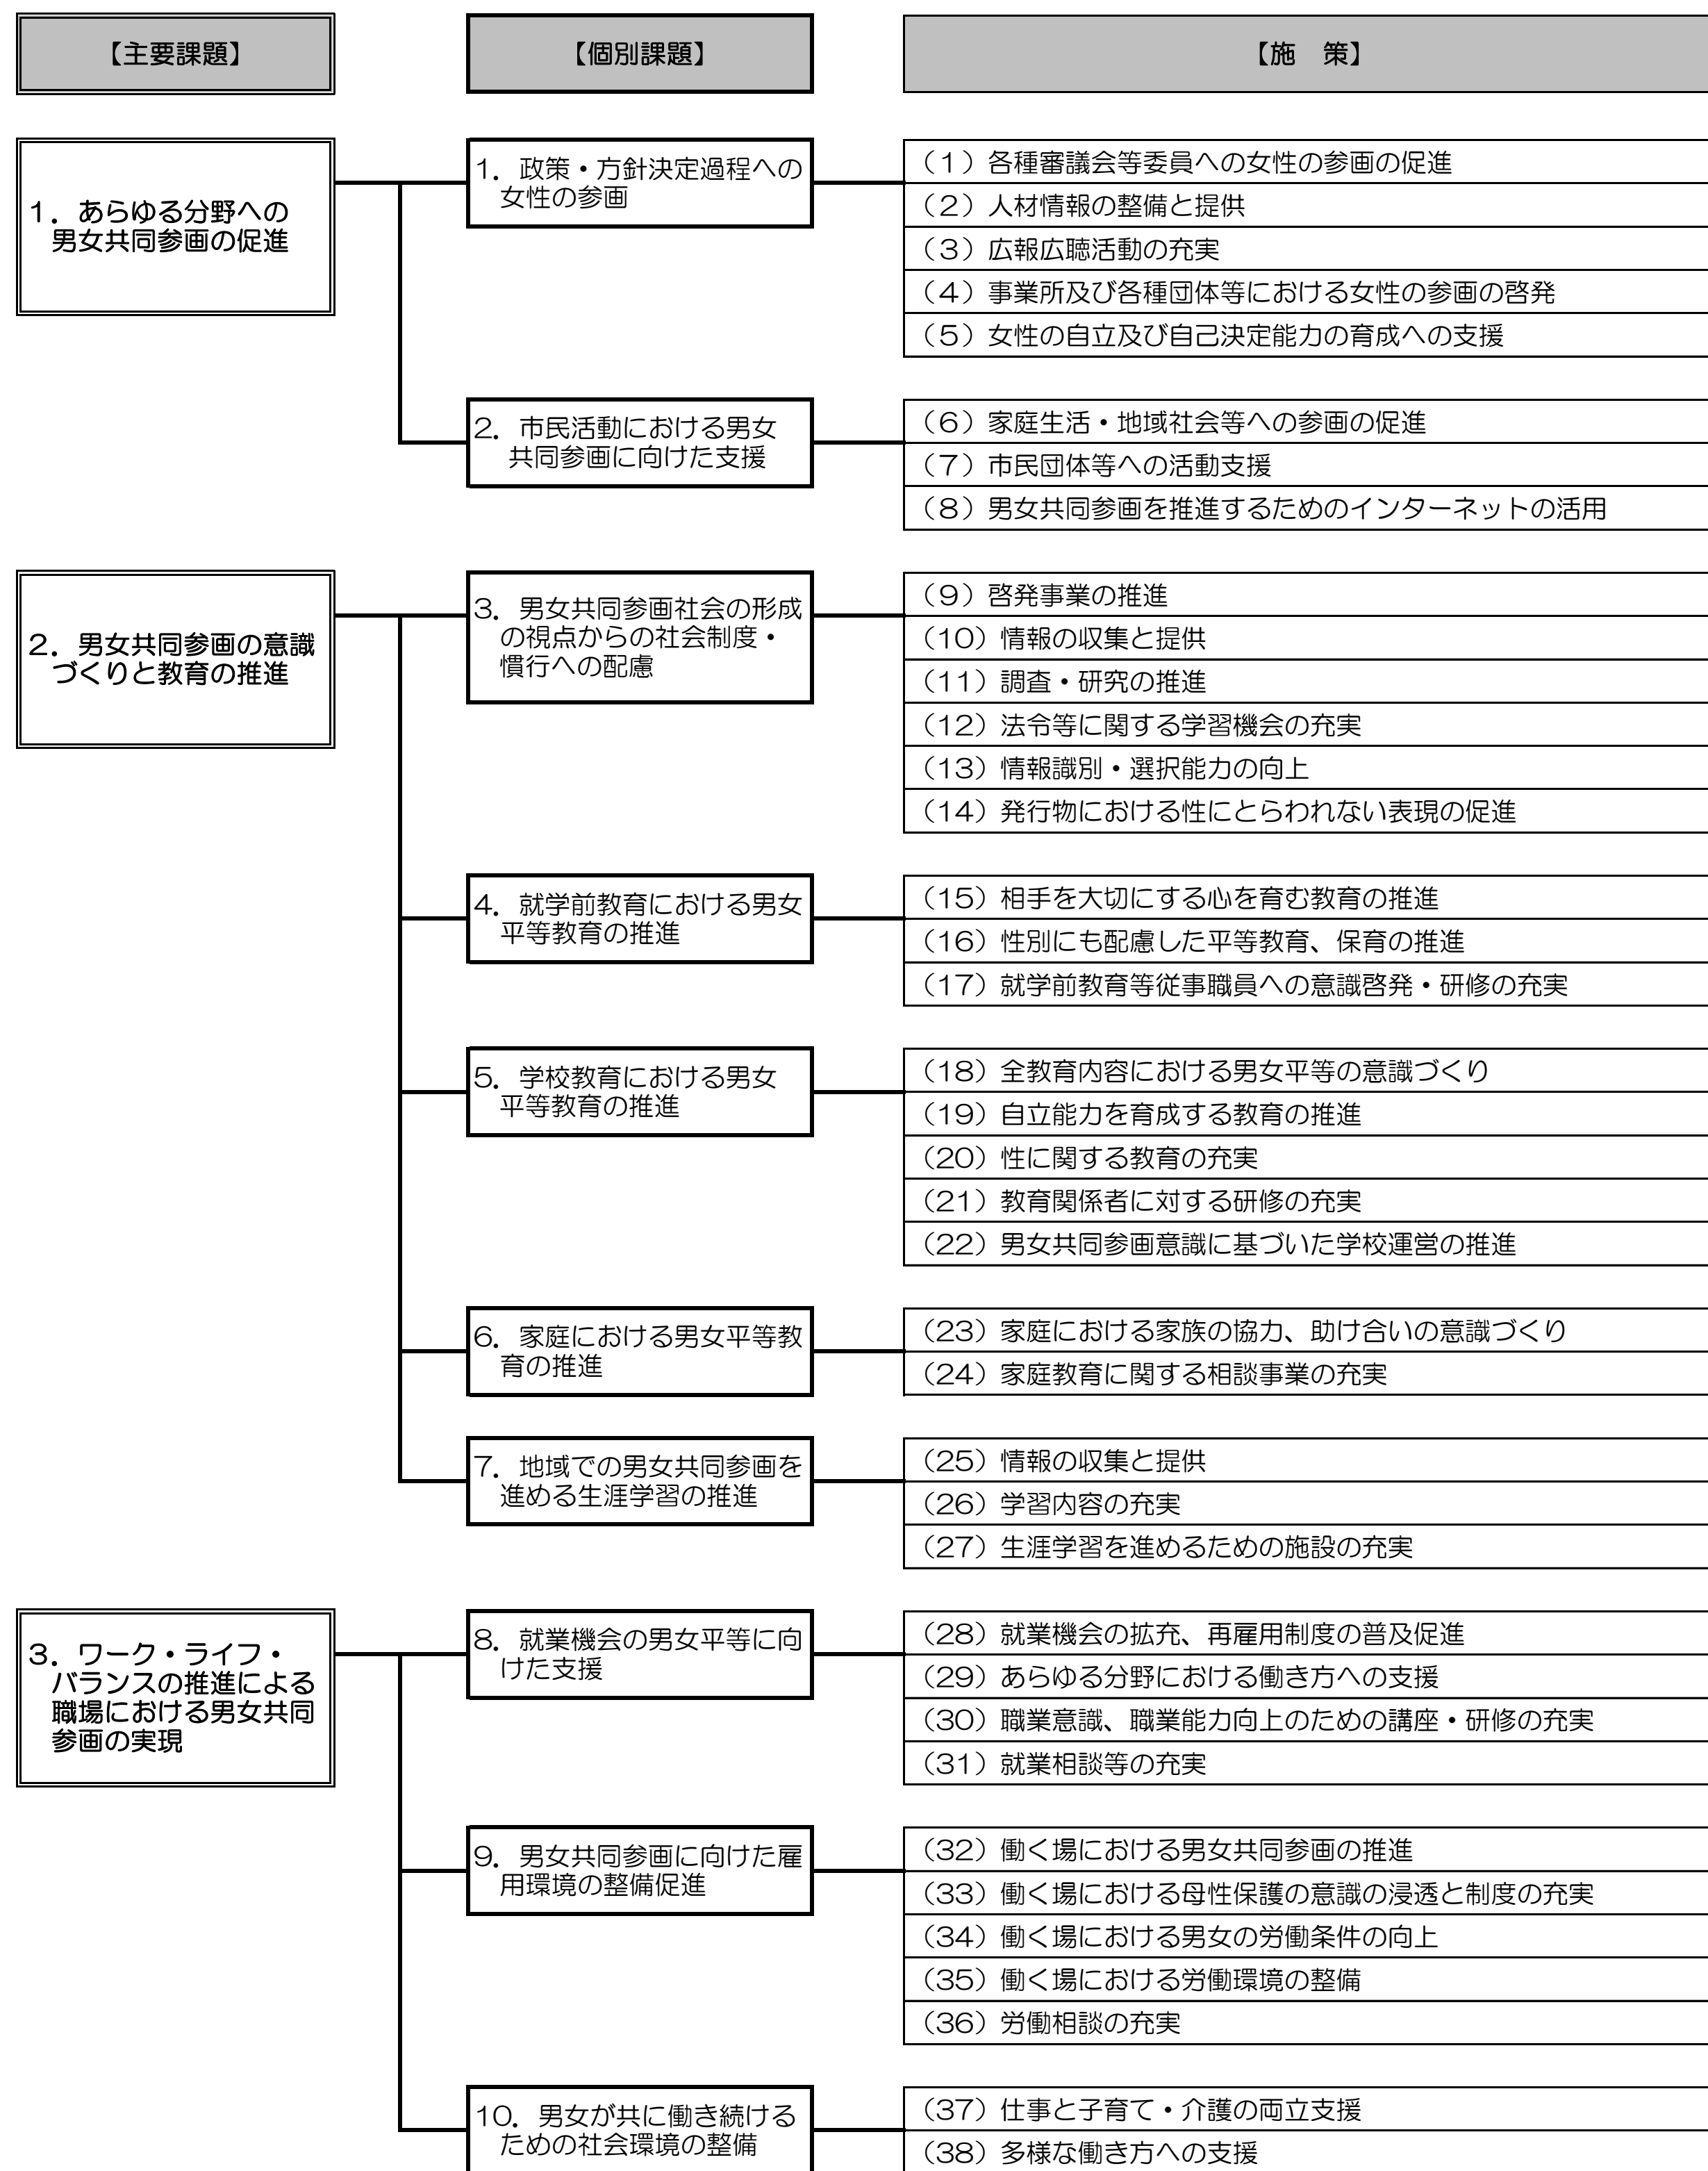 【主要課題】
【個別課題】
【施　策】
１．あらゆる分野への
男女共同参画の促進
１．政策・方針決定過程への
女性の参画
（１）各種審議会等委員への女性の参画の促進
（２）人材情報の整備と提供
（３）広報広聴活動の充実
（４）事業所及び各種団体等における女性の参画の啓発
（５）女性の自立及び自己決定能力の育成への支援
２．市民活動における男女
共同参画に向けた支援
（６）家庭生活・地域社会等への参画の促進
（７）市民団体等への活動支援
（８）男女共同参画を推進するためのインターネットの活用
２．男女共同参画の意識
づくりと教育の推進
３．男女共同参画社会の形成
の視点からの社会制度・
慣行への配慮
（９）啓発事業の推進
（10）情報の収集と提供
（11）調査・研究の推進
（12）法令等に関する学習機会の充実
（13）情報識別・選択能力の向上
（14）発行物における性にとらわれない表現の促進
４．就学前教育における男女
平等教育の推進
（15）相手を大切にする心を育む教育の推進
（16）性別にも配慮した平等教育、保育の推進
（17）就学前教育等従事職員への意識啓発・研修の充実
５．学校教育における男女
平等教育の推進
（18）全教育内容における男女平等の意識づくり
（19）自立能力を育成する教育の推進
（20）性に関する教育の充実
（21）教育関係者に対する研修の充実
（22）男女共同参画意識に基づいた学校運営の推進
６．家庭における男女平等教
育の推進
（23）家庭における家族の協力、助け合いの意識づくり
（24）家庭教育に関する相談事業の充実
７．地域での男女共同参画を
進める生涯学習の推進
（25）情報の収集と提供
（26）学習内容の充実
（27）生涯学習を進めるための施設の充実
３．ワーク・ライフ・
バランスの推進による
職場における男女共同
参画の実現
８．就業機会の男女平等に向
けた支援
（28）就業機会の拡充、再雇用制度の普及促進
（29）あらゆる分野における働き方への支援
（30）職業意識、職業能力向上のための講座・研修の充実
（31）就業相談等の充実
９．男女共同参画に向けた雇
用環境の整備促進
（32）働く場における男女共同参画の推進
（33）働く場における母性保護の意識の浸透と制度の充実
（34）働く場における男女の労働条件の向上
（35）働く場における労働環境の整備
（36）労働相談の充実
10．男女が共に働き続ける
ための社会環境の整備
（37）仕事と子育て・介護の両立支援
（38）多様な働き方への支援